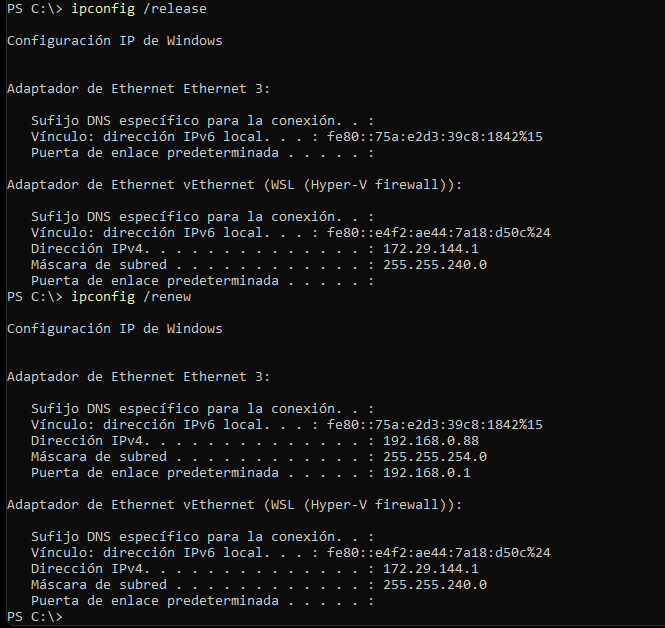 PS C:\> ipconfig /release
Configuración IP de Windows
Adaptador de Ethernet Ethernet 3:
Sufijo DNS específico para la conexión. . :
Vínculo: dirección IPv6 local. . . : fe80::75a:e2d3:39c8:1842%15
Puerta de enlace predeterminada . . . . . :
Adaptador de Ethernet vEthernet (WSL (Hyper-V firewall)):
Sufijo DNS específico para la conexión. . :
Vínculo: dirección IPv6 local. . . : fe80::e4f2:ae44:7a18:d50c%24
Dirección IPv4. . . . . . . . . . . . . . : 172.29.144.1
Máscara de subred . . . . . . . . . . . . : 255.255.240.0
Puerta de enlace predeterminada . . . . . :
PS C:\> ipconfig /renew
Configuración IP de Windows
Adaptador de Ethernet Ethernet 3:
Sufijo DNS específico para la conexión. . :
Vínculo: dirección IPv6 local. . . : fe80::75a:e2d3:39c8:1842%15
Dirección IPv4. . . . . . . . . . . . . . : 192.168.0.88
Máscara de subred . . . . . . . . . . . . : 255.255.254.0
Puerta de enlace predeterminada . . . . . : 192.168.0.1
Adaptador de Ethernet vEthernet (WSL (Hyper-V firewall)):
Sufijo DNS específico para la conexión. . :
Vínculo: dirección IPv6 local. . . : fe80::e4f2:ae44:7a18:d50c%24
Dirección IPv4. . . . . . . . . . . . . . : 172.29.144.1
Máscara de subred . . . . . . . . . . . . : 255.255.240.0
Puerta de enlace predeterminada . . . . . :
PS C:\>